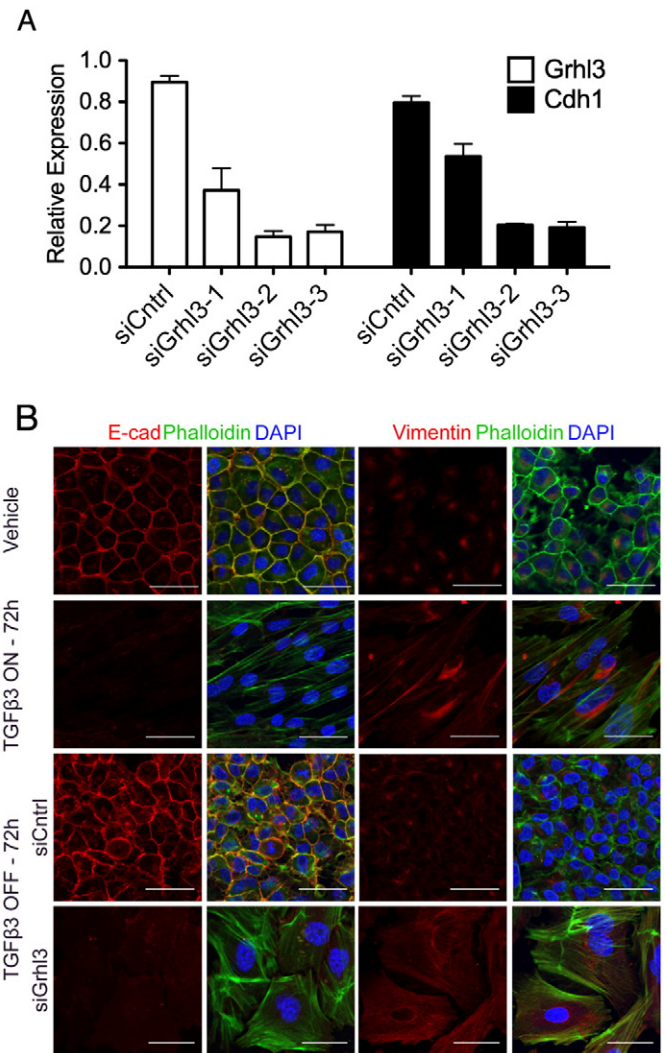 A
Relative Expression
1.0
0.8
0.6
0.4
0.2
0.0
Grhl3
Cdh1
siCntrl
siGrhl3-1
siGrhl3-2
siGrhl3-3
siCntrl
siGrhl3-1
siGrhl3-2
siGrhl3-3
B
E-cad Phalloidin DAPI
Vimentin Phalloidin DAPI
Vehicle
TGFβ3 ON - 72h
TGFβ3 OFF - 72h
siCntrl
siGrhl3